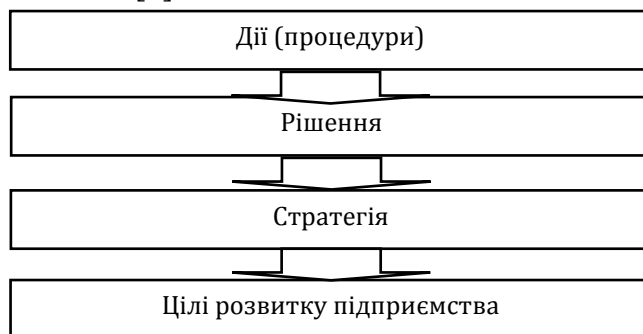 Дії (процедури)
Рішення
Стратегія
Цілі розвитку підприємства